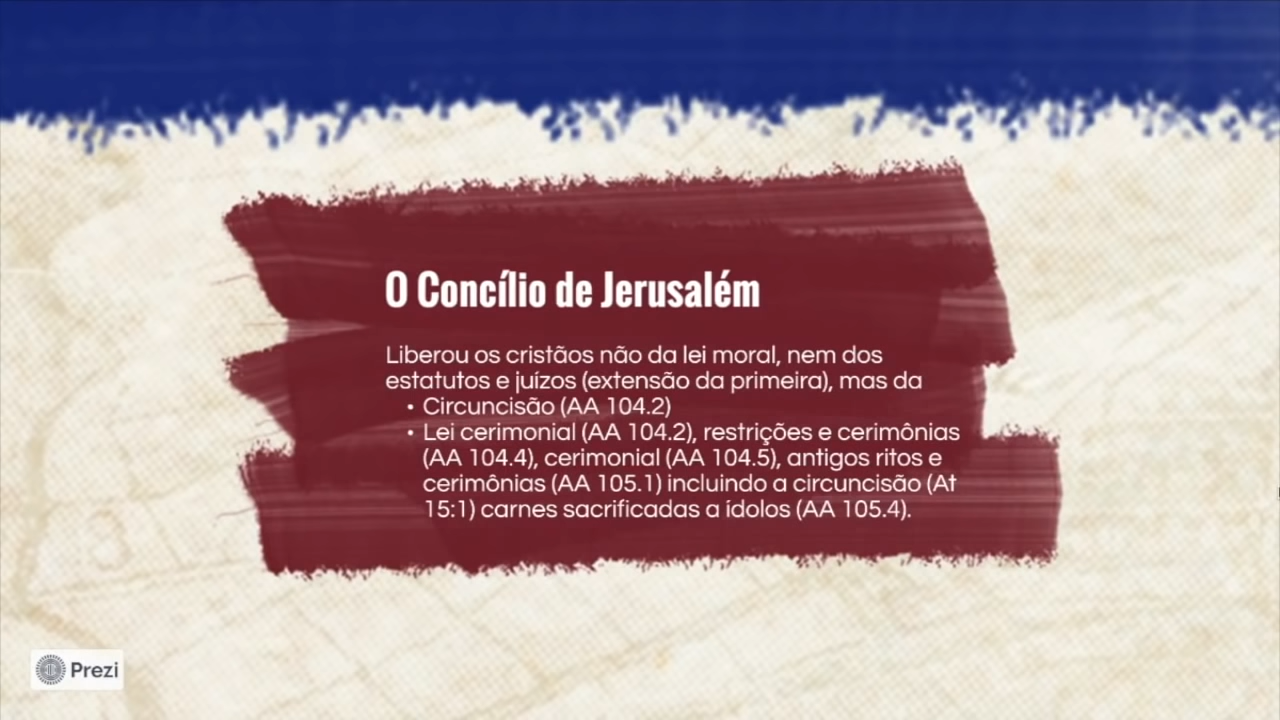 O Concílio de Jerusalém
Liberou os cristãos não da lei moral, nem dos
estatutos e juízos (extensão da primeira), mas da
• Circuncisão (AA 104.2)
• Lei cerimonial (AA 104.2), restrições e cerimônias
(AA 104.4), cerimonial (AA 104.5), antigos ritos e
cerimônias (AA 105.1) incluindo a circuncisão (At
15:1) carnes sacrificadas a ídolos (AA 105.4).
Prezi